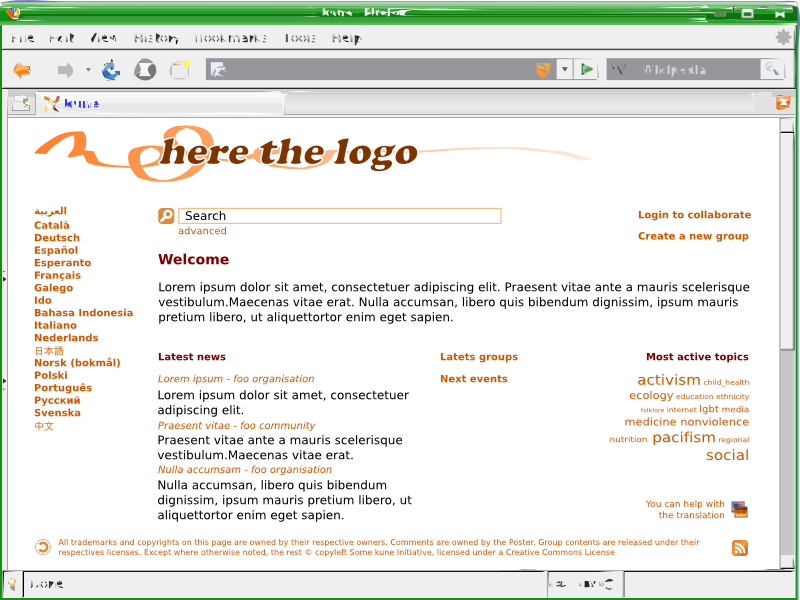 kune - Firefox
File Edit View History Bookmarks Tools Help
Wikipedia
kune
here the logo
العربية
Català
Deutsch
Español
Esperanto
Français
Galego
Ido
Bahasa Indonesia
Italiano
Nederlands
日本語
Norsk (bokmål)
Polski
Português
Русский
Svenska
中文
Search
advanced
Login to collaborate
Create a new group
Welcome
Lorem ipsum dolor sit amet, consectetuer adipiscing elit. Praesent vitae ante a mauris scelerisque
vestibulum.Maecenas vitae erat. Nulla accumsan, libero quis bibendum dignissim, ipsum mauris
pretium libero, ut aliquettortor enim eget sapien.
Latest news
Lorem ipsum - foo organisation
Lorem ipsum dolor sit amet, consectetuer
adipiscing elit.
Praesent vitae - foo community
Praesent vitae ante a mauris scelerisque
vestibulum.Maecenas vitae erat.
Nulla accumsam - foo organisation
Nulla accumsan, libero quis bibendum
dignissim, ipsum mauris pretium libero, ut
aliquettortor enim eget sapien.
Latets groups
Next events
Most active topics
activism child_health
ecology education ethnicity
folklore internet lgbt media
medicine nonviolence
nutrition pacifism regional
social
You can help with
the translation
All trademarks and copyrights on this page are owned by their respective owners. Comments are owned by the Poster. Group contents are released under their
respectives licenses. Except where otherwise noted, the rest © copyleft Some kune Initiative, licensed under a Creative Commons License
Done